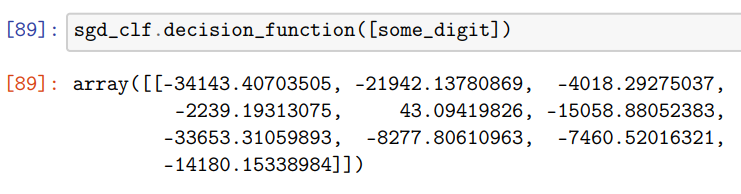 [89]: sgd_clf.decision_function([some_digit])
[89]: array([[-34143.40703505, -21942.13780869, -4018.29275037,
-2239.19313075, 43.09419826, -15058.88052383,
-33653.31059893, -8277.80610963, -7460.52016321,
-14180.15338984]])